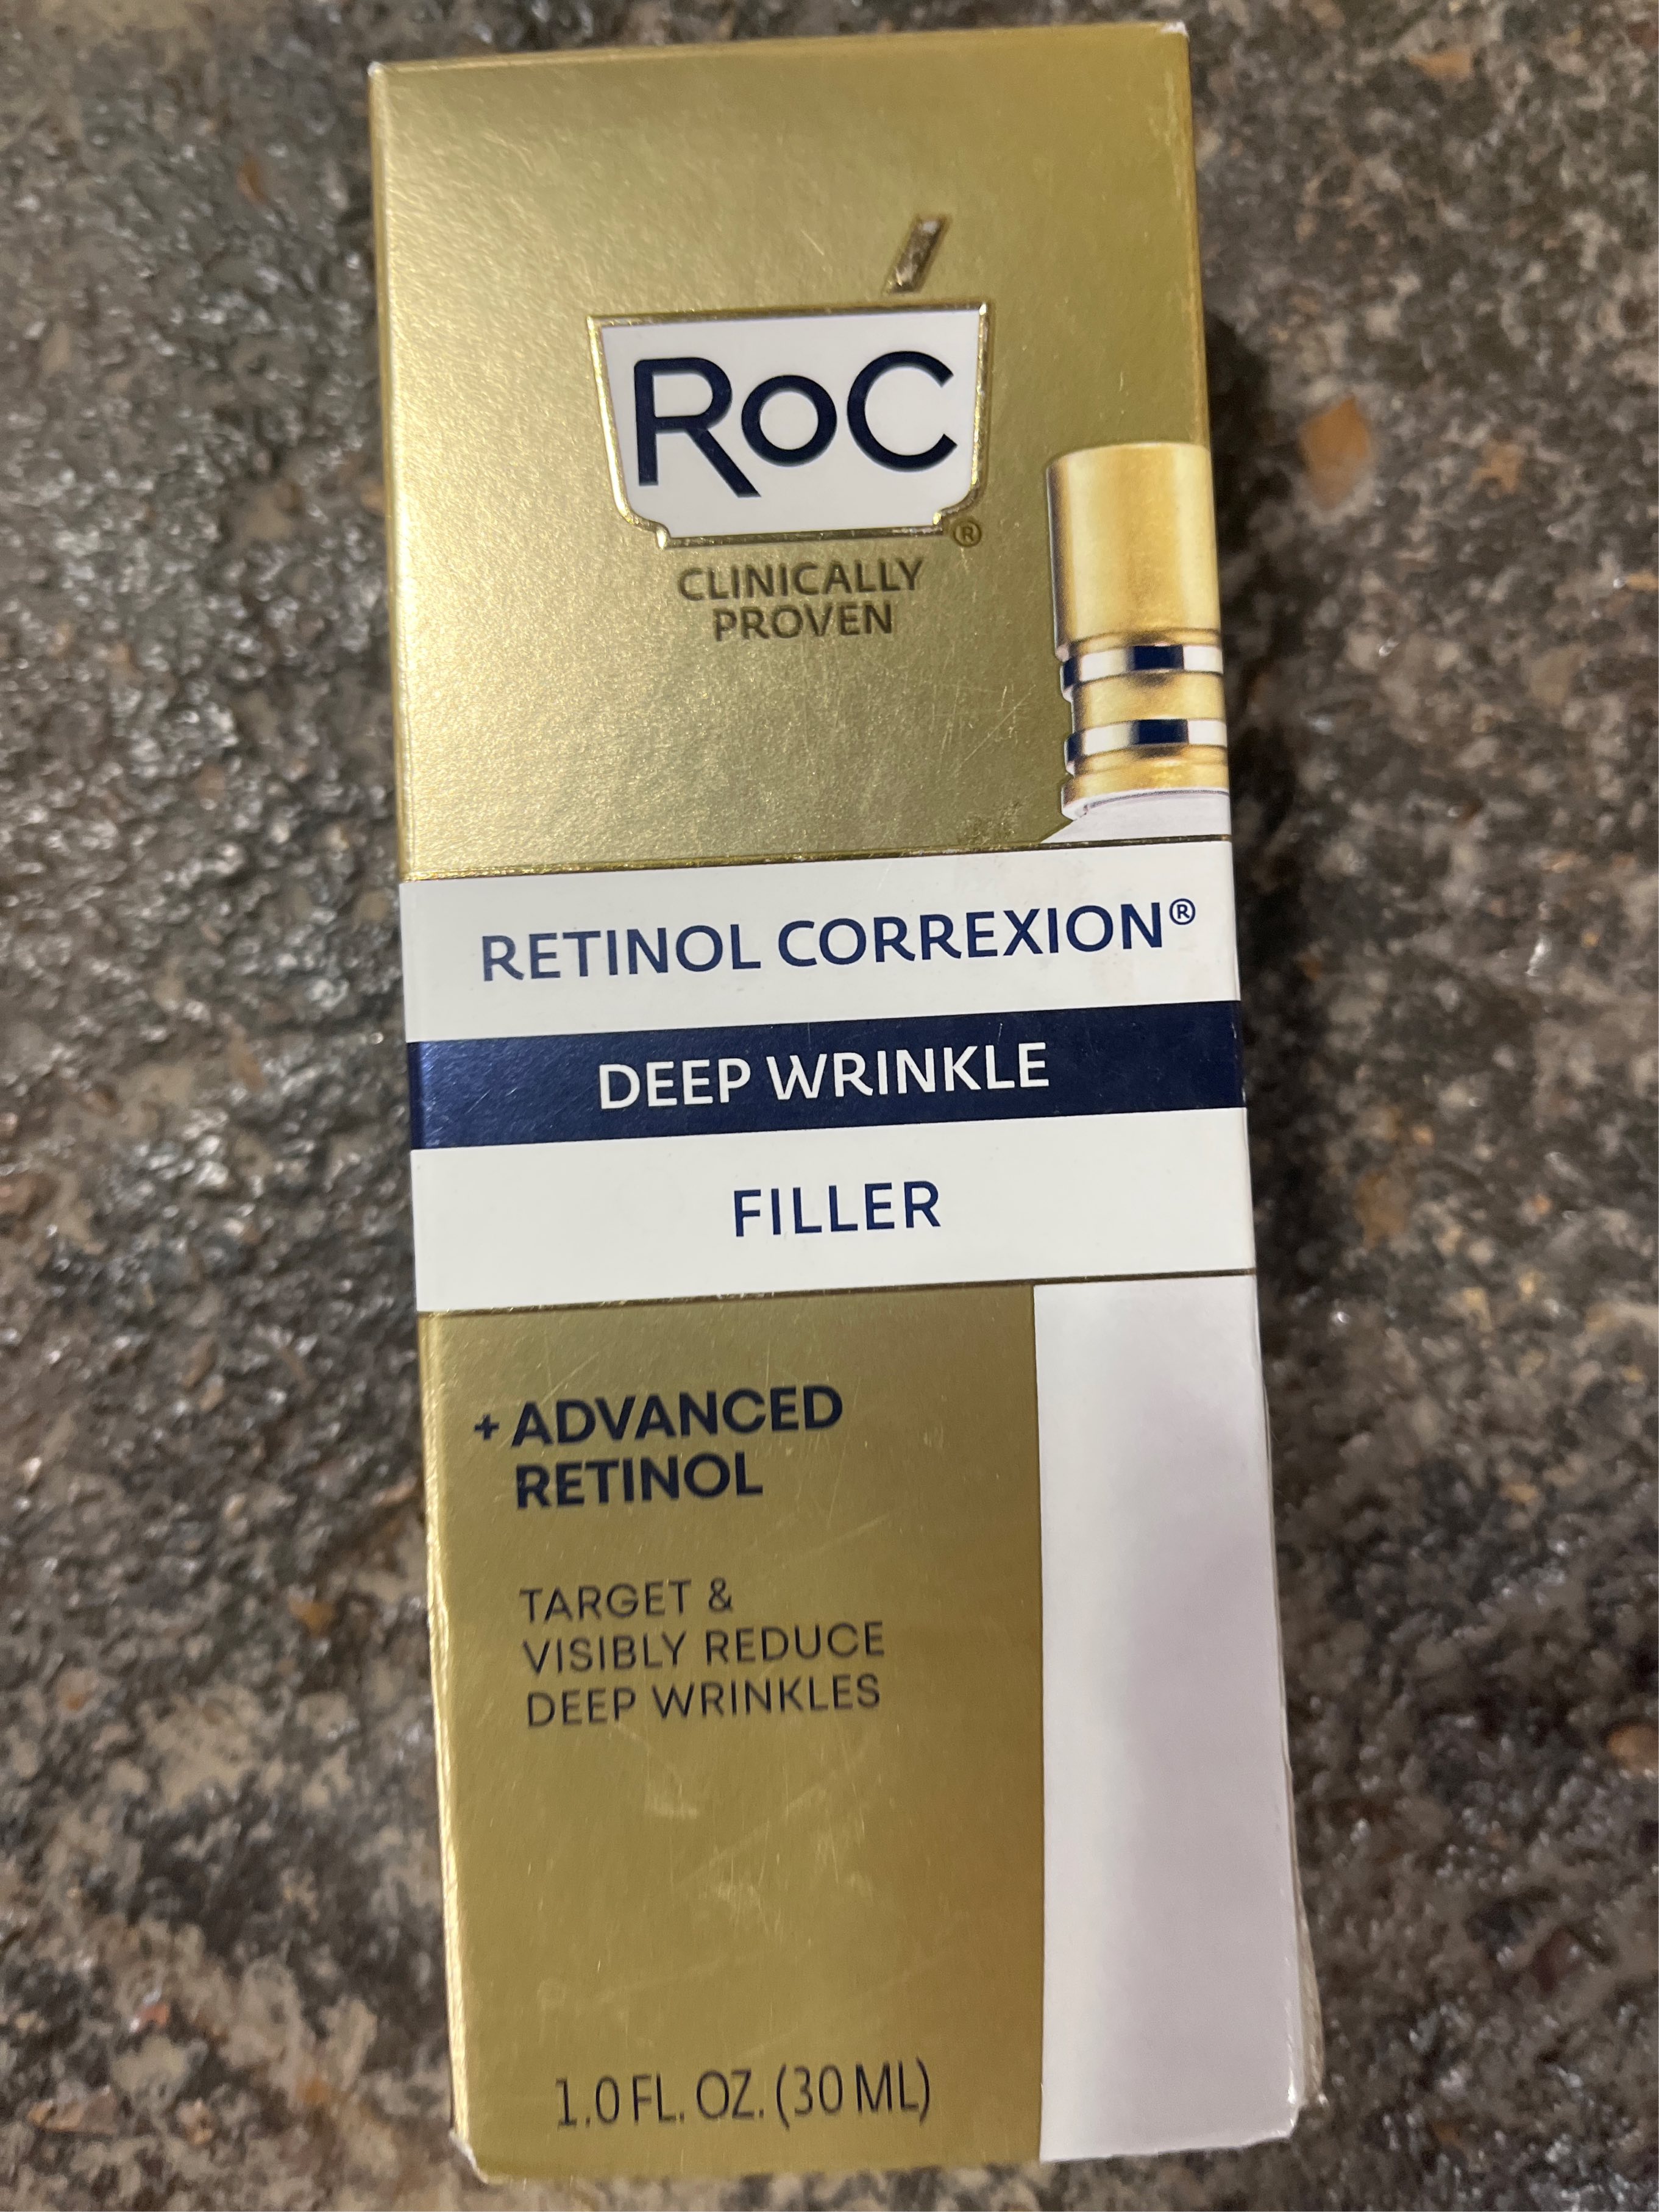 RoC
®
CLINICALLY
PROVEN
RETINOL CORREXION®
DEEP WRINKLE
FILLER
+ ADVANCED
RETINOL
TARGET &
VISIBLY REDUCE
DEEP WRINKLES
1.0 FL. OZ. (30 ML)